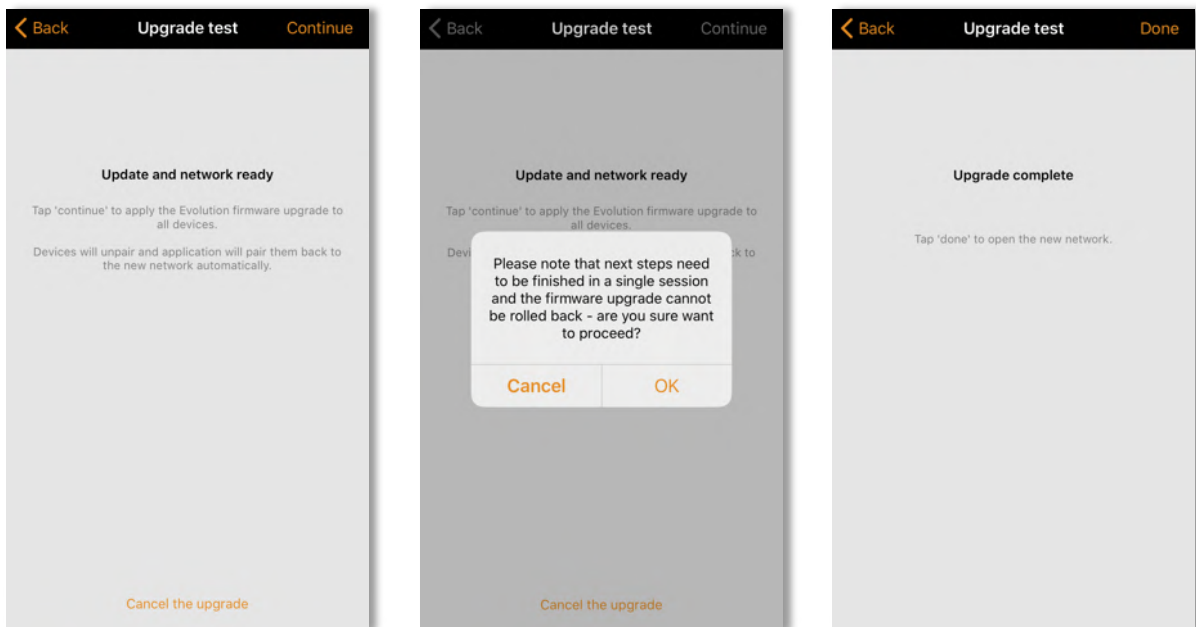 Back Upgrade test Continue
Update and network ready
Tap 'continue' to apply the Evolution firmware upgrade to
all devices.
Devices will unpair and application will pair them back to
the new network automatically.
Cancel the upgrade
Back Upgrade test Continue
Update and network ready
Tap 'continue' to apply the Evolution firmware upgrade to
all devices.
Devi
ck to
Please note that next steps need
to be finished in a single session
and the firmware upgrade cannot
be rolled back - are you sure want
to proceed?
Cancel OK
Cancel the upgrade
Back Upgrade test Done
Upgrade complete
Tap 'done' to open the new network.